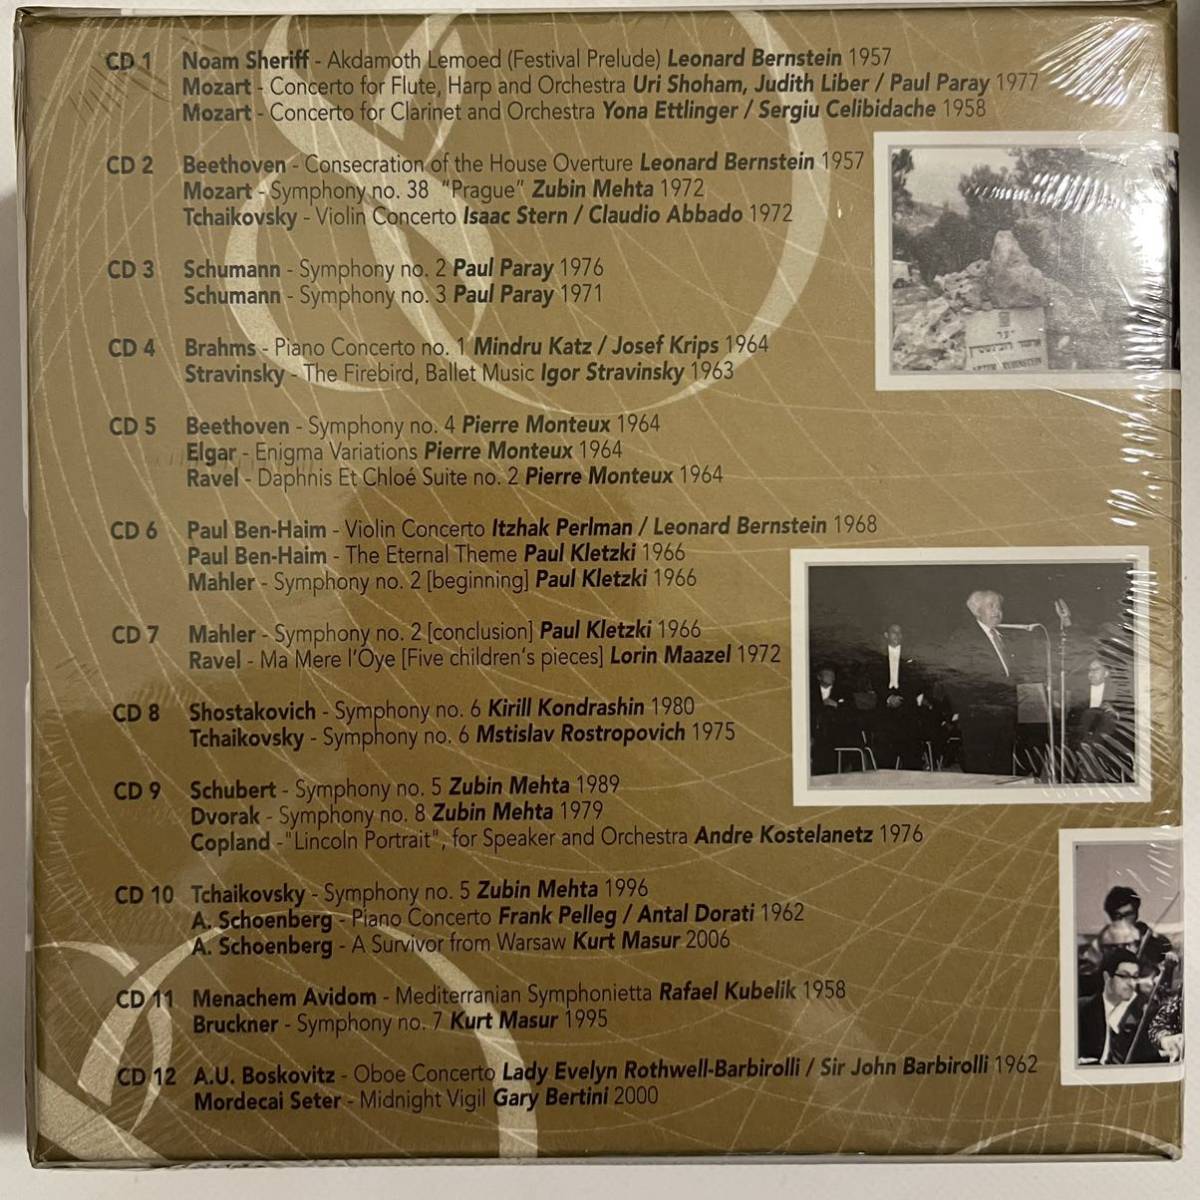 CD 1 Noam Sheriff - Akdamoth Lemoed (Festival Prelude) Leonard Bernstein 1957
Mozart - Concerto for Flute, Harp and Orchestra Uri Shoham, Judith Liber / Paul Paray 1977
Mozart - Concerto for Clarinet and Orchestra Yona Ettlinger / Sergiu Celibidache 1958
CD 2 Beethoven - Consecration of the House Overture Leonard Bernstein 1957
Mozart - Symphony no. 38 "Prague" Zubin Mehta 1972
Tchaikovsky - Violin Concerto Isaac Stern / Claudio Abbado 1972
CD 3 Schumann - Symphony no. 2 Paul Paray 1976
Schumann - Symphony no. 3 Paul Paray 1971
CD 4 Brahms - Piano Concerto no. 1 Mindru Katz / Josef Krips 1964
Stravinsky - The Firebird, Ballet Music Igor Stravinsky 1963
CD 5 Beethoven - Symphony no. 4 Pierre Monteux 1964
Elgar - Enigma Variations Pierre Monteux 1964
Ravel - Daphnis Et Chloé Suite no. 2 Pierre Monteux 1964
CD 6 Paul Ben-Haim - Violin Concerto Itzhak Perlman / Leonard Bernstein 1968
Paul Ben-Haim - The Eternal Theme Paul Kletzki 1966
Mahler - Symphony no. 2 [beginning] Paul Kletzki 1966
CD 7 Mahler - Symphony no. 2 [conclusion] Paul Kletzki 1966
Ravel - Ma Mere l'Oye [Five children's pieces] Lorin Maazel 1972
CD 8 Shostakovich - Symphony no. 6 Kirill Kondrashin 1980
Tchaikovsky - Symphony no. 6 Mstislav Rostropovich 1975
CD 9 Schubert - Symphony no. 5 Zubin Mehta 1989
Dvorak - Symphony no. 8 Zubin Mehta 1979
Copland -"Lincoln Portrait", for Speaker and Orchestra Andre Kostelanetz 1976
CD 10 Tchaikovsky - Symphony no. 5 Zubin Mehta 1996
A. Schoenberg - Piano Concerto Frank Pelleg / Antal Dorati 1962
A. Schoenberg - A Survivor from Warsaw Kurt Masur 2006
CD 11 Menachem Avidom - Mediterranian Symphonietta Rafael Kubelik 1958
Bruckner - Symphony no. 7 Kurt Masur 1995
CD 12 A.U. Boskovitz - Oboe Concerto Lady Evelyn Rothwell-Barbirolli / Sir John Barbirolli 1962
Mordecai Seter - Midnight Vigil Gary Bertini 2000